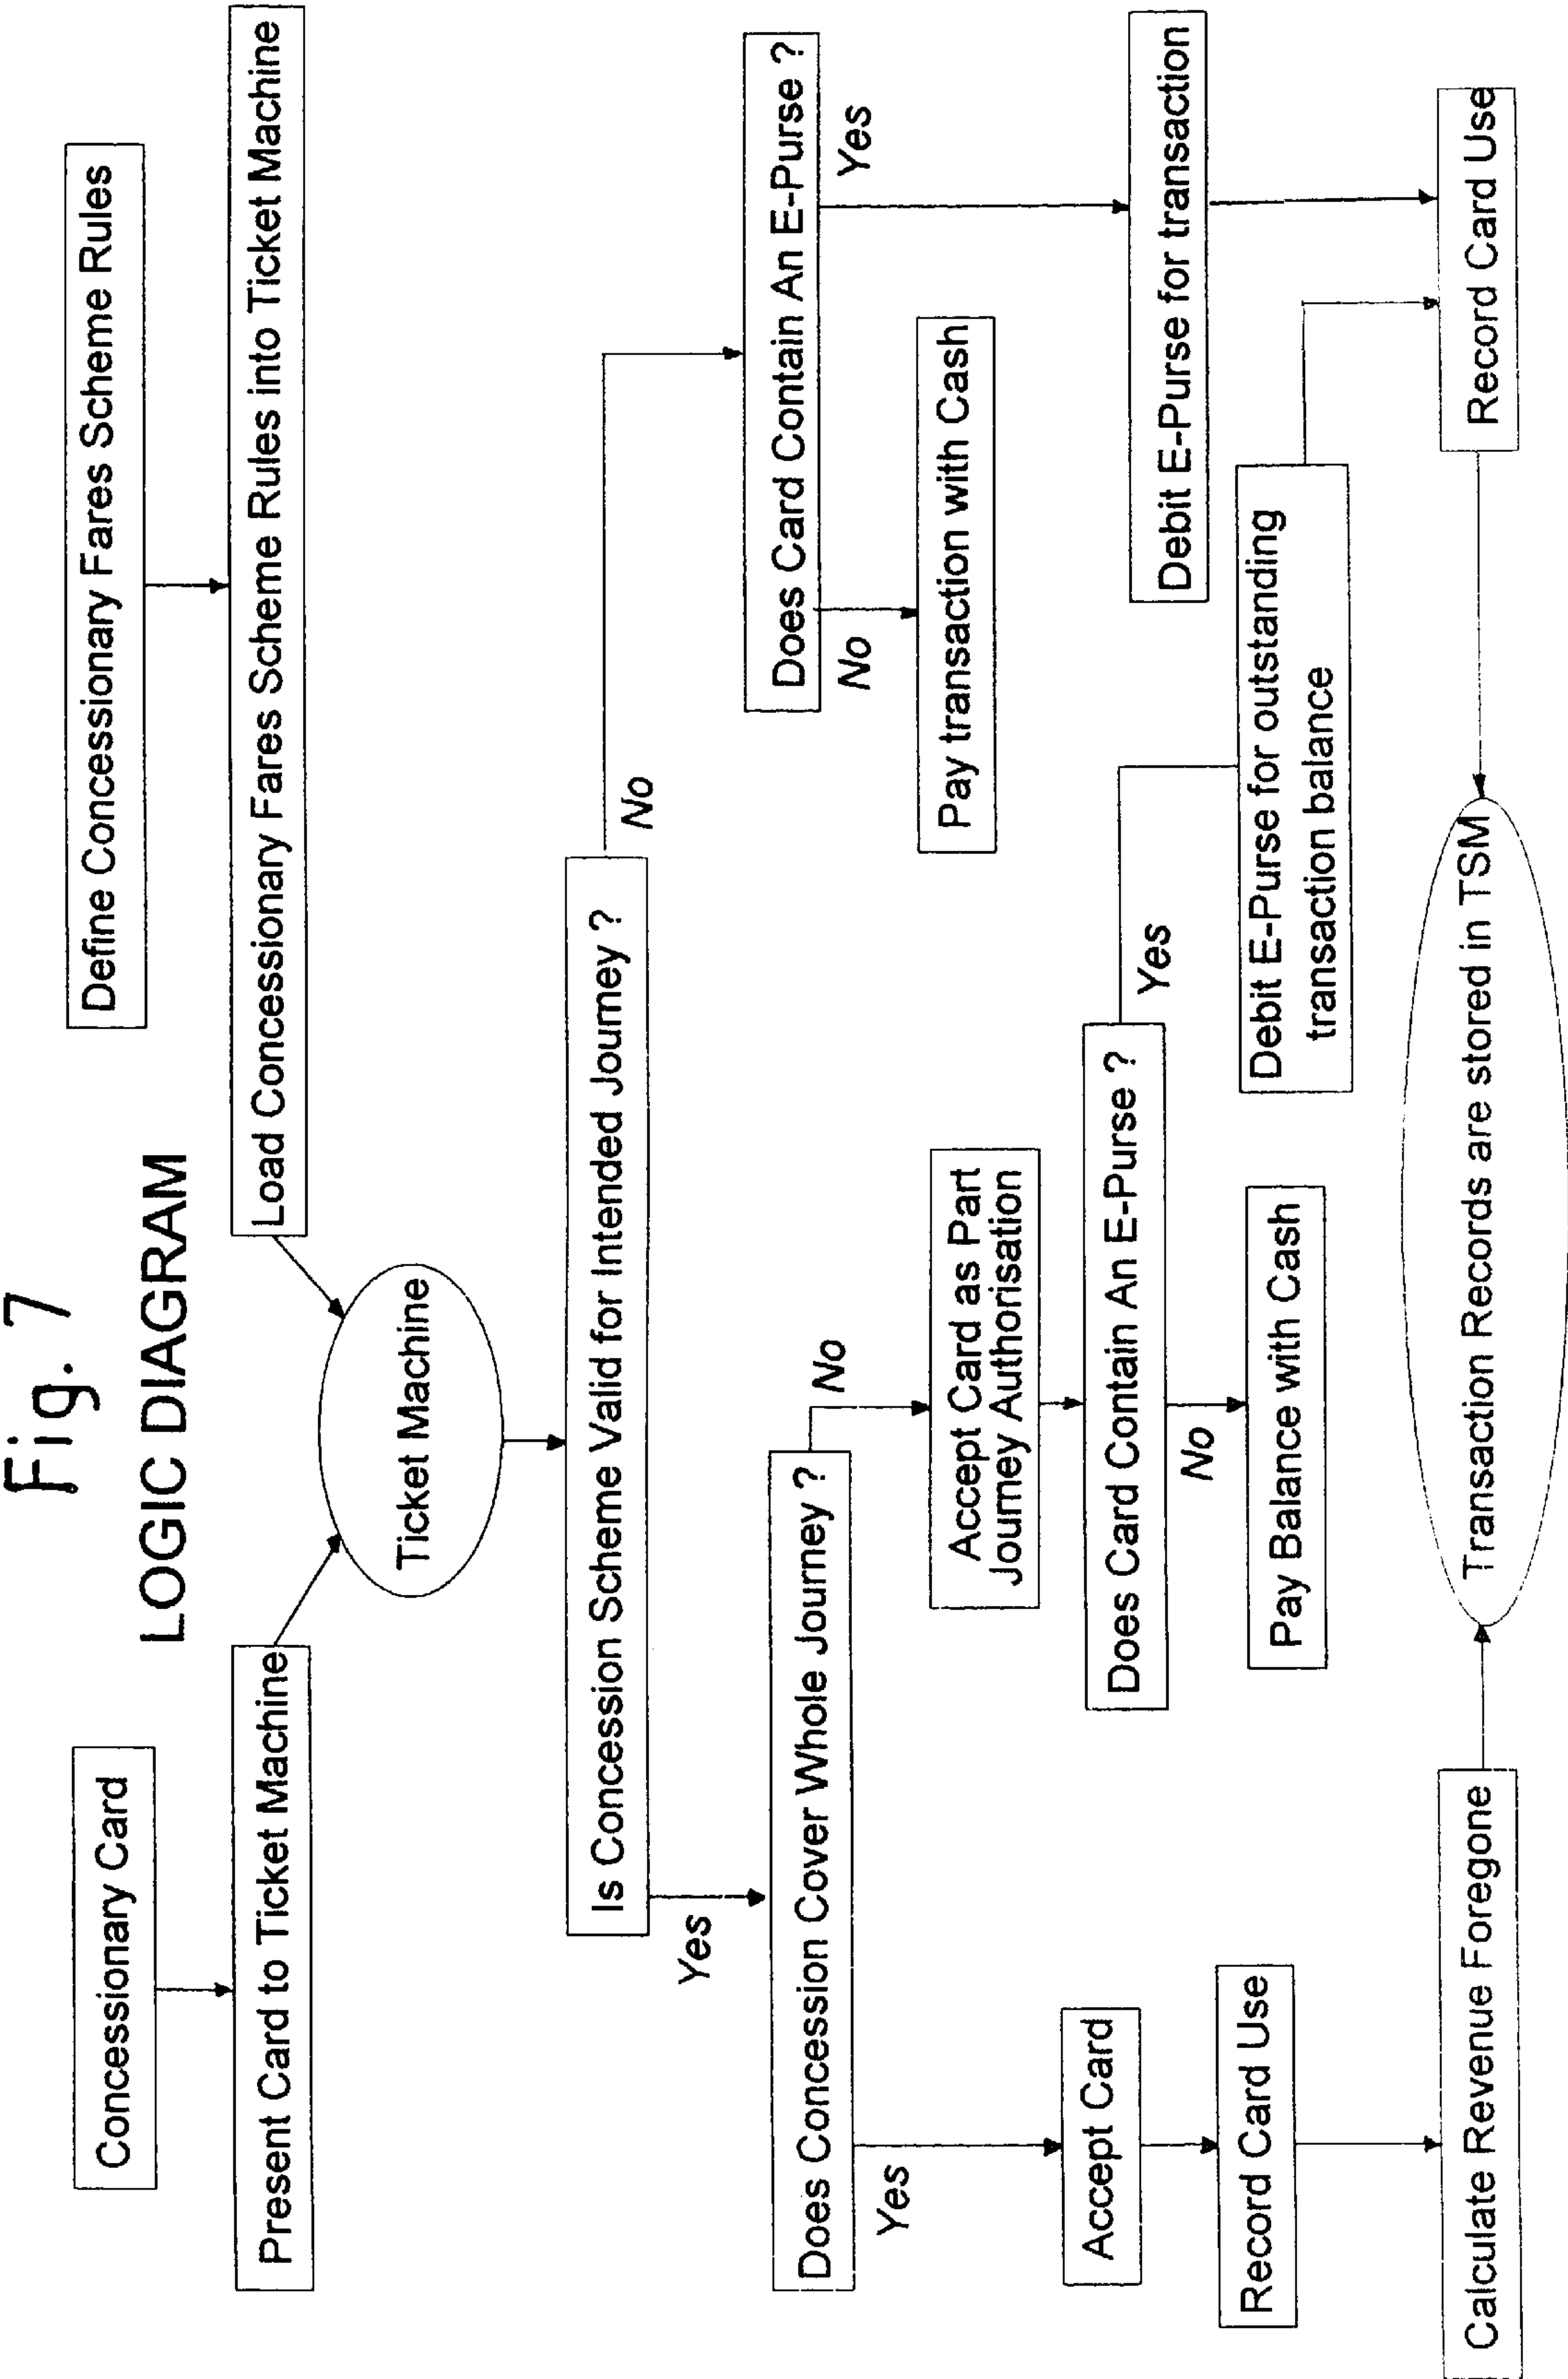 Fig. 7
LOGIC DIAGRAM
Concessionary Card
Define Concessionary Fares Scheme Rules
Present Card to Ticket Machine
Load Concessionary Fares Scheme Rules into Ticket Machine
Ticket Machine
Is Concession Scheme Valid for Intended Journey ?
Yes
No
Does Concession Cover Whole Journey ?
Does Card Contain An E-Purse ?
Yes
No
No
Yes
Accept Card as Part
Journey Authorisation
Pay transaction with Cash
Accept Card
Does Card Contain An E-Purse ?
Yes
No
Debit E-Purse for transaction
Record Card Use
Pay Balance with Cash
Debit E-Purse for outstanding
transaction balance
Calculate Revenue Foregone
Transaction Records are stored in TSM
Record Card Use